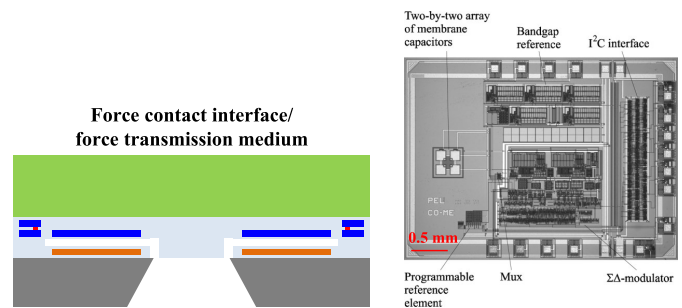 Force contact interface/
force transmission medium
Two-by-two array
of membrane
capacitors
Bandgap
reference
I²C interface
PEL
CO-ME
0.5 mm
Programmable
reference
element
Mux
ΣΔ-modulator